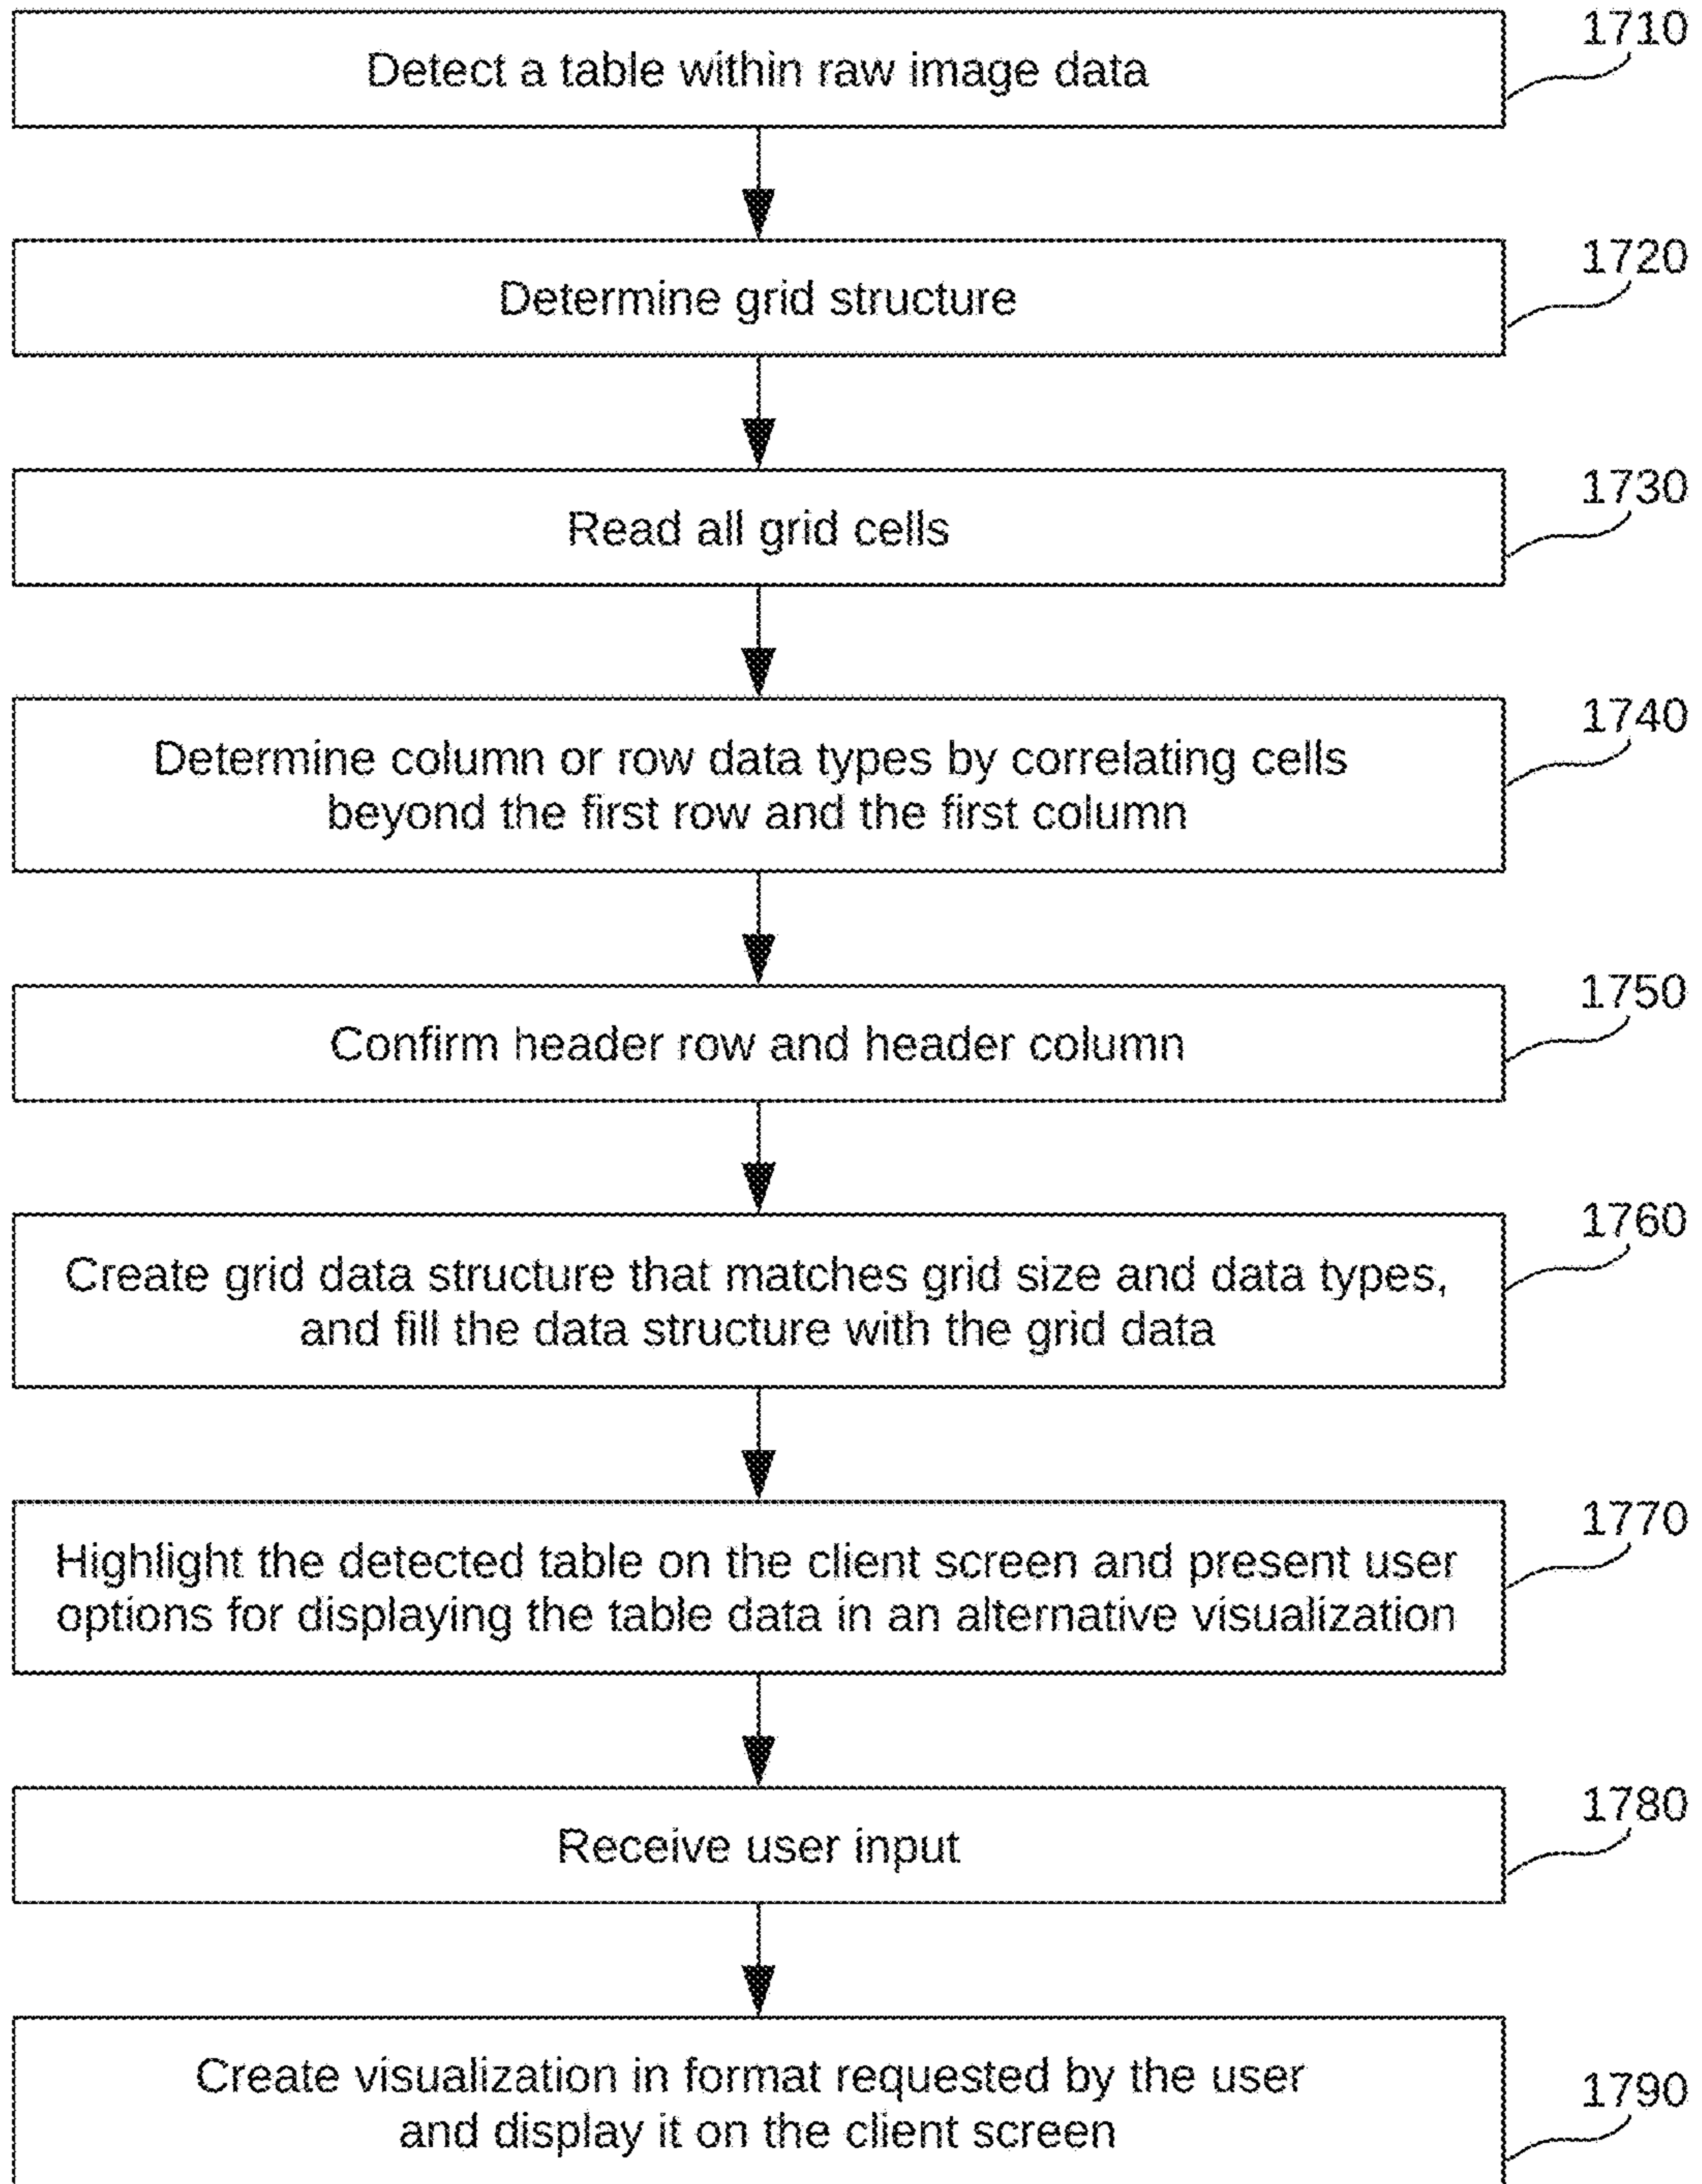 1710
Detect a table within raw image data
1720
Determine grid structure
1730
Read all grid cells
1740
Determine column or row data types by correlating cells
beyond the first row and the first column
1750
Confirm header row and header column
1760
Create grid data structure that matches grid size and data types,
and fill the data structure with the grid data
1770
Highlight the detected table on the client screen and present user
options for displaying the table data in an alternative visualization
1780
Receive user input
Create visualization in format requested by the user
1790
and display it on the client screen